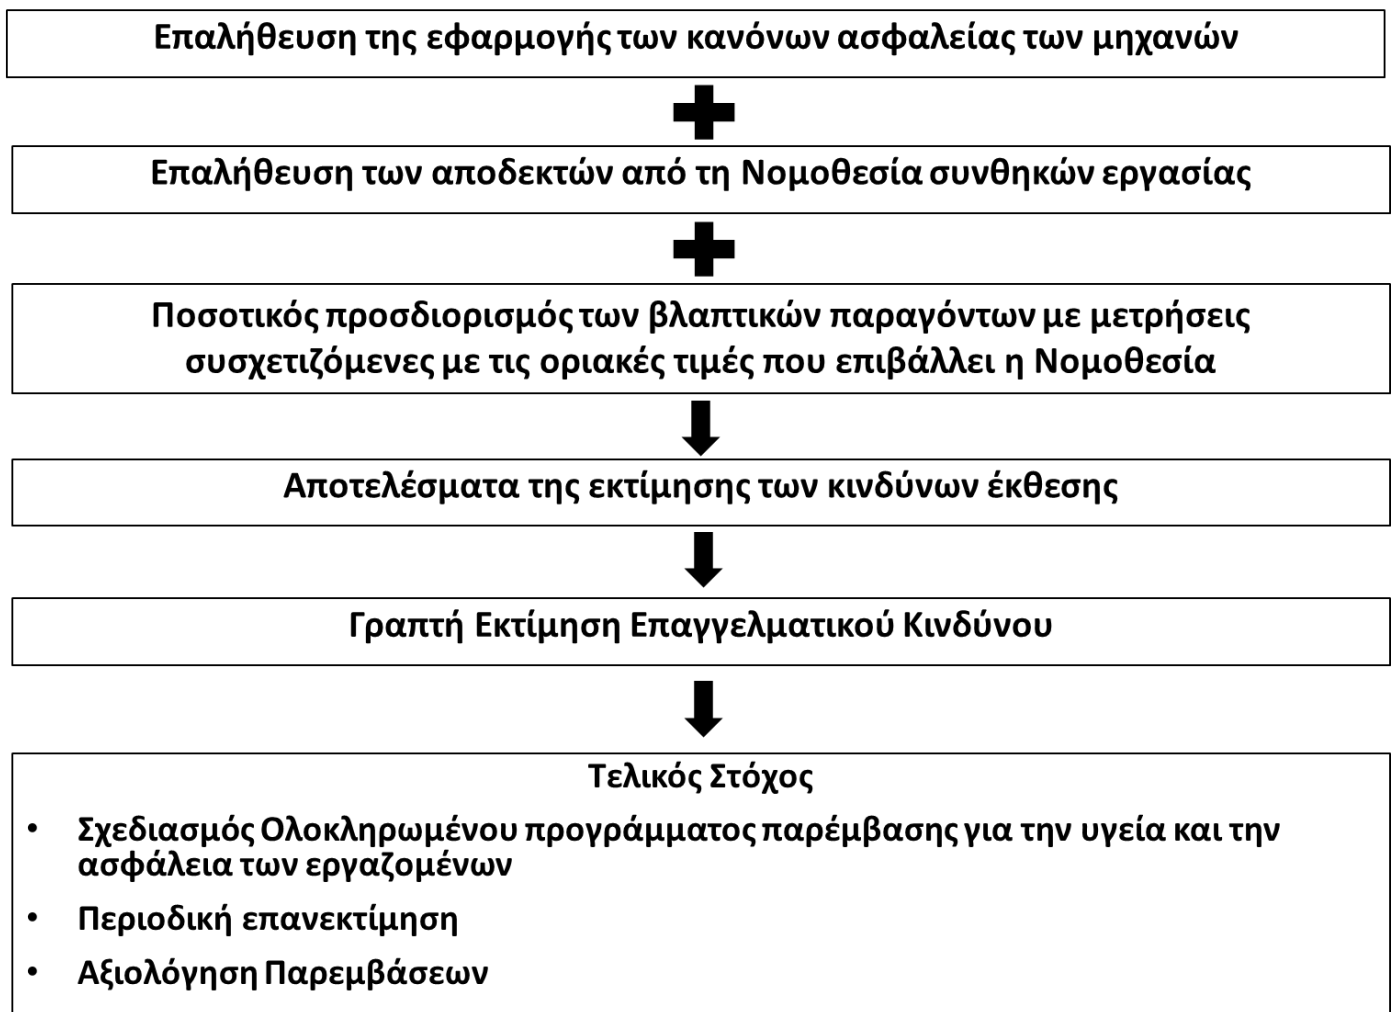 Επαλήθευση της εφαρμογής των κανόνων ασφαλείας των μηχανών
Επαλήθευση των αποδεκτών από τη Νομοθεσία συνθηκών εργασίας
Ποσοτικός προσδιορισμός των βλαπτικών παραγόντων με μετρήσεις
συσχετιζόμενες με τις οριακές τιμές που επιβάλλει η Νομοθεσία
Αποτελέσματα της εκτίμησης των κινδύνων έκθεσης
Γραπτή Εκτίμηση Επαγγελματικού Κινδύνου
Τελικός Στόχος
• Σχεδιασμός Ολοκληρωμένου προγράμματος παρέμβασης για την υγεία και την
ασφάλεια των εργαζομένων
• Περιοδική επανεκτίμηση
• Αξιολόγηση Παρεμβάσεων